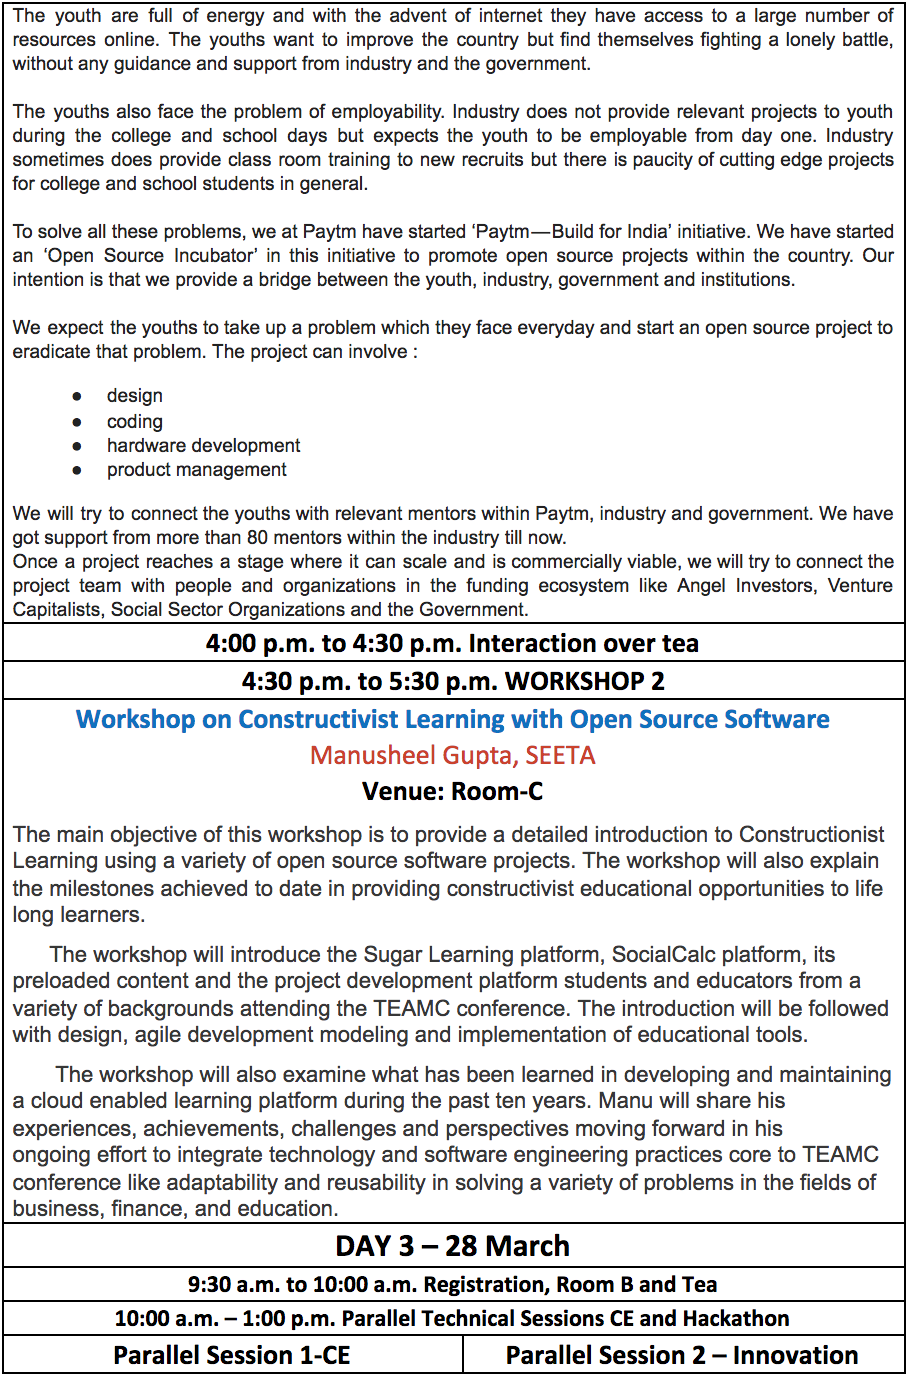 The youth are full of energy and with the advent of internet they have access to a large number of
resources online. The youths want to improve the country but find themselves fighting a lonely battle,
without any guidance and support from industry and the government.
The youths also face the problem of employability. Industry does not provide relevant projects to youth
during the college and school days but expects the youth to be employable from day one. Industry
sometimes does provide class room training to new recruits but there is paucity of cutting edge projects
for college and school students in general.
To solve all these problems, we at Paytm have started ‘Paytm—Build for India’ initiative. We have started
an ‘Open Source Incubator’ in this initiative to promote open source projects within the country. Our
intention is that we provide a bridge between the youth, industry, government and institutions.
We expect the youths to take up a problem which they face everyday and start an open source project to
eradicate that problem. The project can involve :
● design
● coding
● hardware development
● product management
We will try to connect the youths with relevant mentors within Paytm, industry and government. We have
got support from more than 80 mentors within the industry till now.
Once a project reaches a stage where it can scale and is commercially viable, we will try to connect the
project team with people and organizations in the funding ecosystem like Angel Investors, Venture
Capitalists, Social Sector Organizations and the Government.
4:00 p.m. to 4:30 p.m. Interaction over tea
4:30 p.m. to 5:30 p.m. WORKSHOP 2
Workshop on Constructivist Learning with Open Source Software
Manusheel Gupta, SEETA
Venue: Room-C
The main objective of this workshop is to provide a detailed introduction to Constructionist
Learning using a variety of open source software projects. The workshop will also explain
the milestones achieved to date in providing constructivist educational opportunities to life
long learners.
The workshop will introduce the Sugar Learning platform, SocialCalc platform, its
preloaded content and the project development platform students and educators from a
variety of backgrounds attending the TEAMC conference. The introduction will be followed
with design, agile development modeling and implementation of educational tools.
The workshop will also examine what has been learned in developing and maintaining
a cloud enabled learning platform during the past ten years. Manu will share his
experiences, achievements, challenges and perspectives moving forward in his
ongoing effort to integrate technology and software engineering practices core to TEAMC
conference like adaptability and reusability in solving a variety of problems in the fields of
business, finance, and education.
DAY 3 – 28 March
9:30 a.m. to 10:00 a.m. Registration, Room B and Tea
10:00 a.m. – 1:00 p.m. Parallel Technical Sessions CE and Hackathon
Parallel Session 1-CE
Parallel Session 2 – Innovation